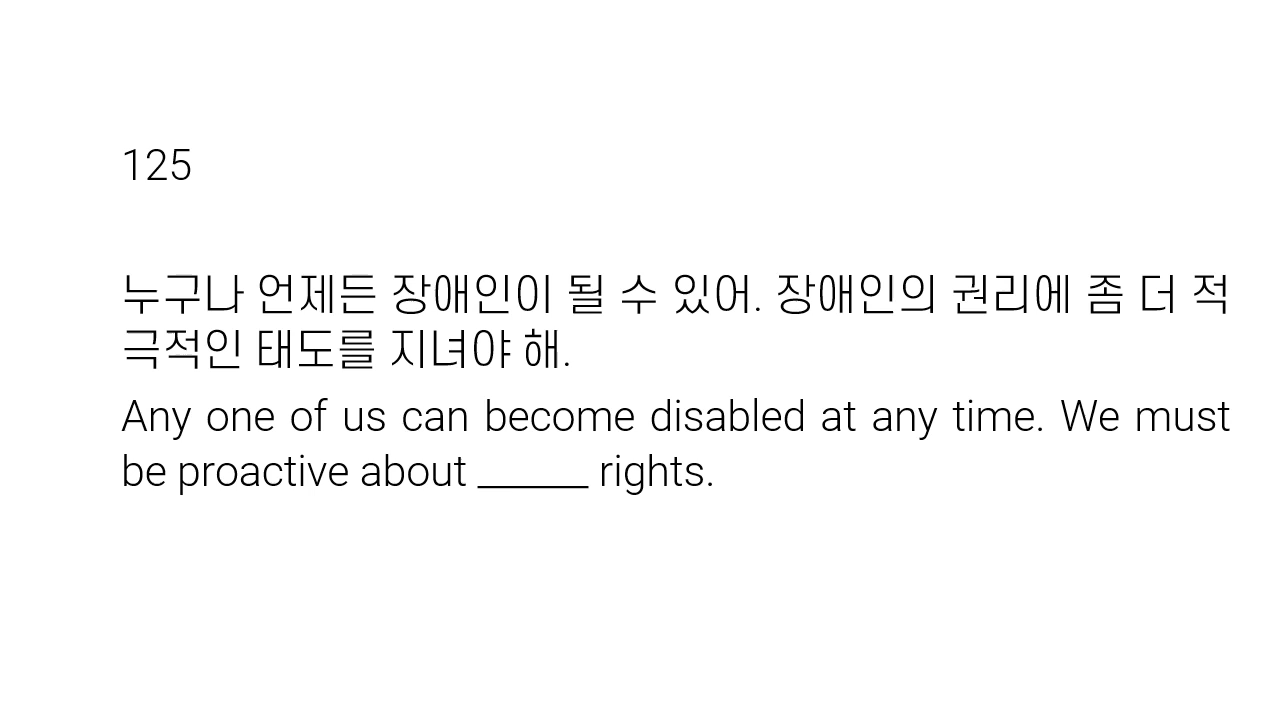 125
누구나 언제든 장애인이 될 수 있어. 장애인의 권리에 좀 더 적
극적인 태도를 지녀야 해.
Any one of us can become disabled at any time. We must
be proactive about ______ rights.